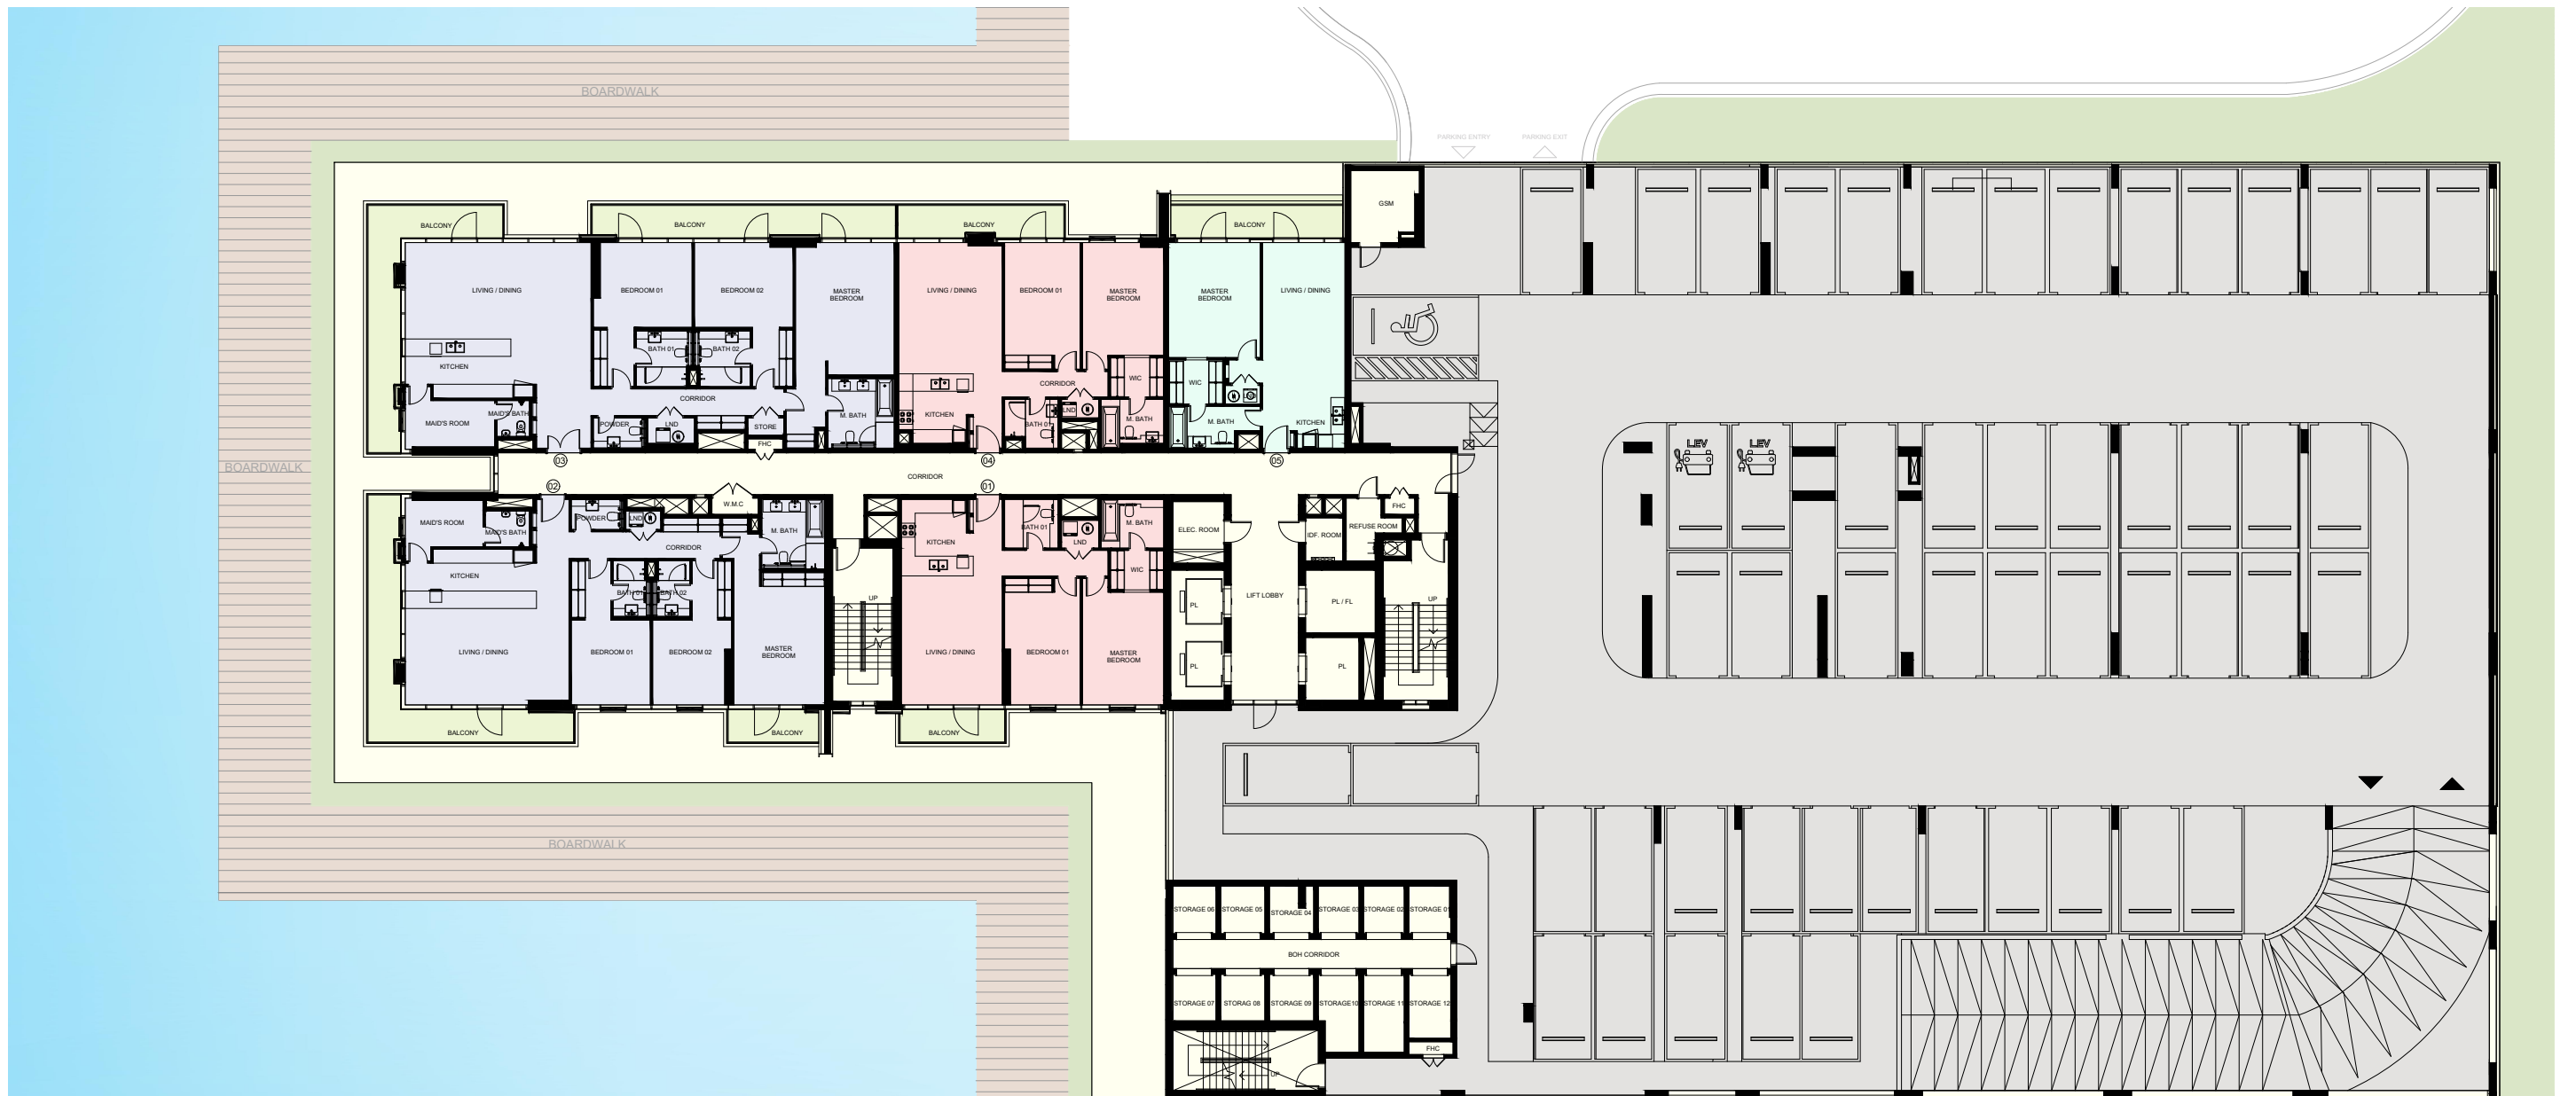 BOARDWALK
PARKING ENTRY
PARKING EXIT
GSM
BALCONY
BALCONY
BALCONY
BALCONY
LIVING / DINING
BEDROOM 01
BEDROOM 02
MASTER
BEDROOM
LIVING / DINING
BEDROOM 01
MASTER
BEDROOM
MASTER
BEDROOM
LIVING / DINING
BATH 01
BATH 02
KITCHEN
CORRIDOR
CORRIDOR
WIC
WIC
MAID'S ROOM
MAID'S BATH
POWDER
LND
STORE
FHC
M. BATH
KITCHEN
BATH 01
LND
M. BATH
M. BATH
KITCHEN
LEV
LEV
03
04
05
BOARDWALK
CORRIDOR
02
01
MAID'S ROOM
MAID'S BATH
POWDER
LND
W.M.C
M. BATH
CORRIDOR
KITCHEN
BATH 01
LND
M. BATH
WIC
ELEC. ROOM
IDF. ROOM
REFUSE ROOM
FHC
KITCHEN
BATH 01
BATH 02
UP
PL
LIFT LOBBY
PL / FL
UP
LIVING / DINING
BEDROOM 01
BEDROOM 02
MASTER
BEDROOM
LIVING / DINING
BEDROOM 01
MASTER
BEDROOM
PL
PL
BALCONY
BALCONY
BALCONY
BOARDWALK
STORAGE 06
STORAGE 05
STORAGE 04
STORAGE 03
STORAGE 02
STORAGE 01
BOH CORRIDOR
STORAGE 07
STORAG 08
STORAGE 09
STORAGE10
STORAGE 11
STORAGE 12
FHC
UP